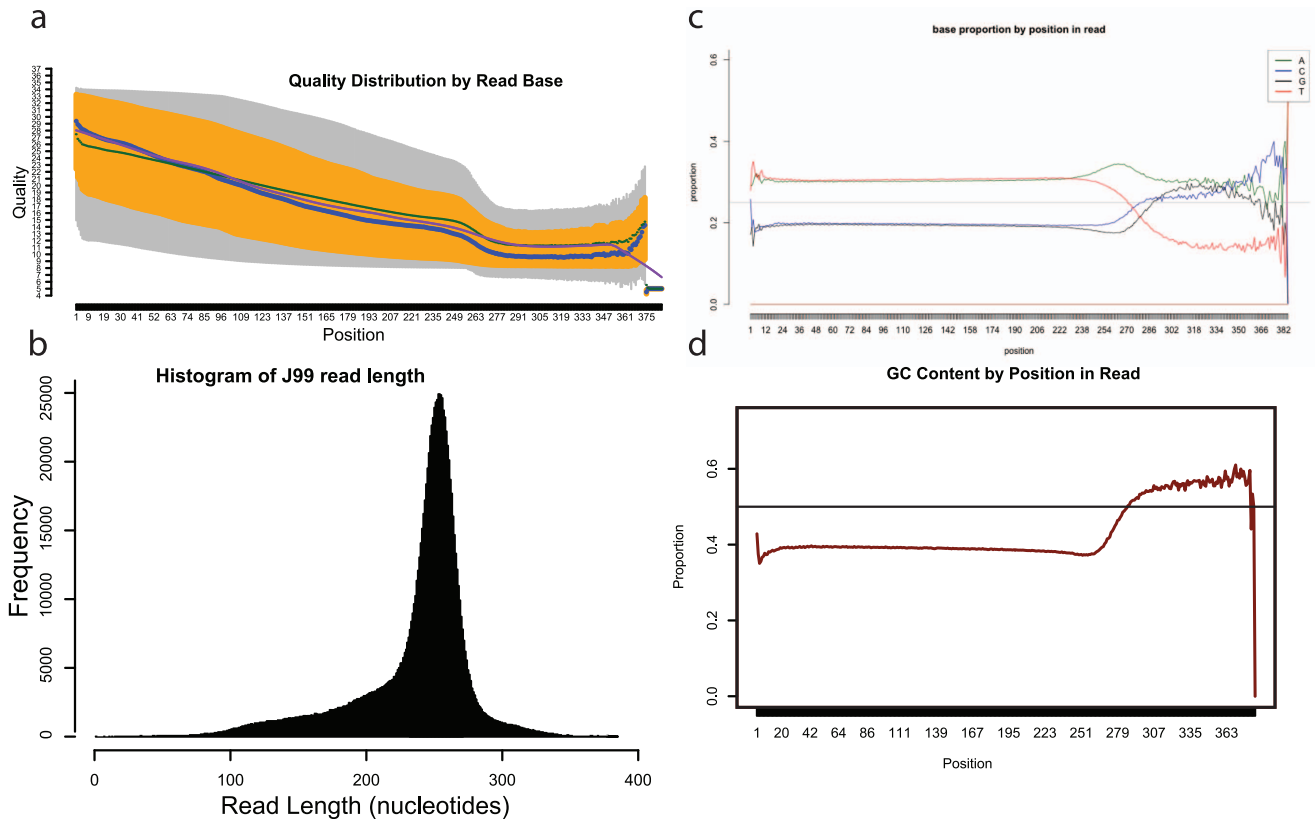 a
Quality Distribution by Read Base
Quality
37
36
35
34
33
32
31
30
29
28
27
26
25
24
23
22
21
20
19
18
17
16
15
14
13
12
11
10
9
8
7
6
5
4
1 9 19 30 41 52 63 74 85 96 109 123 137 151 165 179 193 207 221 235 249 263 277 291 305 319 333 347 361 375
Position
b
Histogram of J99 read length
Frequency
25000
20000
15000
10000
5000
0
0 100 200 300 400
Read Length (nucleotides)
c
base proportion by position in read
A
C
G
T
proportion
0.6
0.4
0.2
0.0
1 12 24 36 48 60 72 84 96 110 126 142 158 174 190 206 222 238 254 270 286 302 318 334 350 366 382
position
d
GC Content by Position in Read
Proportion
0.6
0.4
0.2
0.0
1 20 42 64 86 111 139 167 195 223 251 279 307 335 363
Position